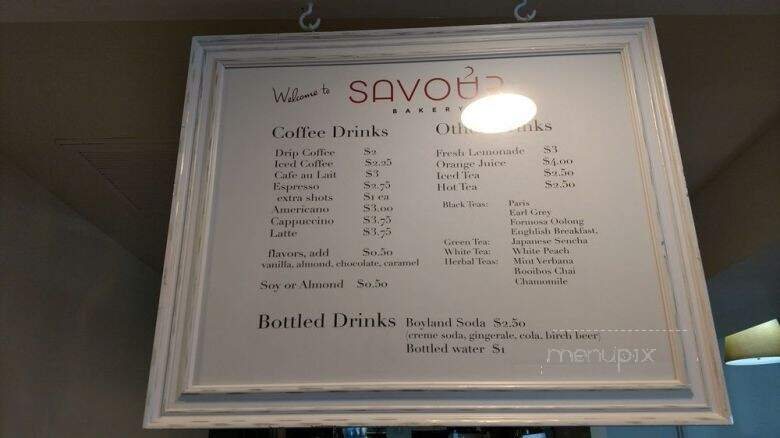 Welcome to SAVOUR
BAKERY
Coffee Drinks
Drip Coffee $2
Iced Coffee $2.25
Cafe au Lait $3
Espresso $2.75
extra shots $1 ea
Americano $3.00
Cappuccino $3.75
Latte $3.75
flavors, add $0.50
vanilla, almond, chocolate, caramel
Soy or Almond $0.50
Other Drinks
Fresh Lemonade $3
Orange Juice $4.00
Iced Tea $2.50
Hot Tea $2.50
Black Teas: Paris
Earl Grey
Formosa Oolong
Enghlish Breakfast,
Green Tea: Japanese Sencha
White Tea: White Peach
Herbal Teas: Mint Verbana
Rooibos Chai
Chamomile
Bottled Drinks Boyland Soda $2.50
(creme soda, gingerale, cola, birch beer)
Bottled water $1
menupix